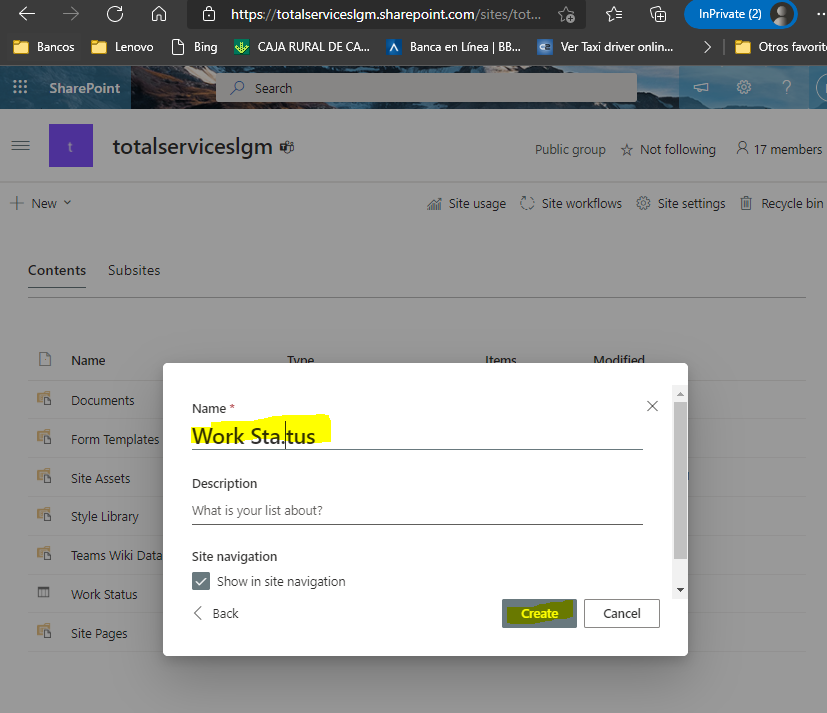 https://totalserviceslgm.sharepoint.com/sites/tot...
InPrivate (2)
Bancos
Lenovo
Bing
CAJA RURAL DE CA...
Banca en Línea | BB...
Ver Taxi driver onlin...
Otros favorit
SharePoint
Search
?
t
totalserviceslgm
Public group
Not following
17 members
New
Site usage
Site workflows
Site settings
Recycle bin
Contents
Subsites
Name
Type
Items
Modified
Documents
Form Templates
Site Assets
Style Library
Teams Wiki Data
Work Status
Site Pages
Name *
Work Sta.tus
Description
What is your list about?
Site navigation
Show in site navigation
Back
Create
Cancel